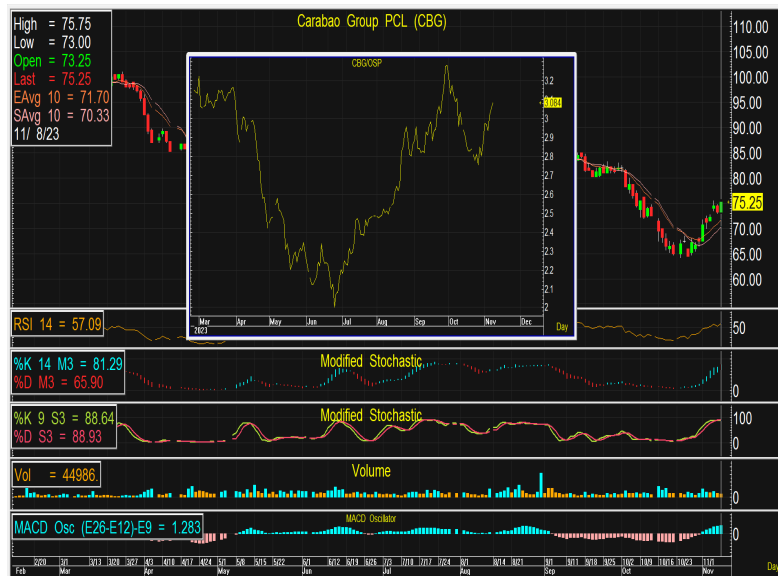 Carabao Group PCL (CBG)
High = 75.75
Low = 73.00
Open = 73.25
Last = 75.25
EAvg 10 = 71.70
SAvg 10 = 70.33
11/ 8/23
110.00
105.00
100.00
95.00
90.00
85.00
80.00
75.25
70.00
65.00
60.00
CBG/OSP
3.2
3.084
3
2.9
2.8
2.7
2.6
2.5
2.4
2.3
2.2
2.1
2
Mar Apr May Jun Jul Aug Sep Oct Nov Dec
2023
Day
RSI 14 = 57.09
50
%K 14 M3 = 81.29
%D M3 = 65.90
Modified Stochastic
0
%K 9 S3 = 88.64
%D S3 = 88.93
Modified Stochastic
100
0
Vol = 44986.
Volume
0
MACD Osc (E26-E12)-E9 = 1.283
MACD Oscillator
0
2/20 3/1 3/13 3/20 3/27 4/3 4/10 4/17 4/24 5/1 5/8 5/15 5/22 6/1 6/12 6/19 6/26 7/3 7/10 7/17 7/24 8/1 8/14 8/21 9/1 9/11 9/18 9/25 10/2 10/9 10/16 10/23 11/1
Feb Mar Apr May Jun Jul Aug Sep Oct Nov
Day